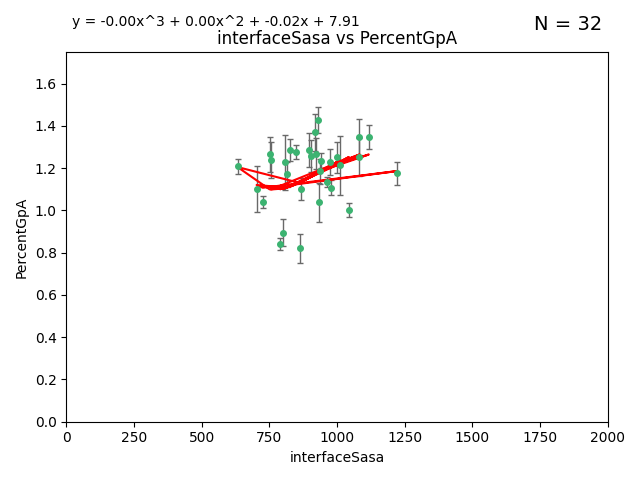 y = -0.00x^3 + 0.00x^2 + -0.02x + 7.91
N = 32
interfaceSasa vs PercentGpA
PercentGpA
1.6
1.4
1.2
1.0
0.8
0.6
0.4
0.2
0.0
0 250 500 750 1000 1250 1500 1750 2000
interfaceSasa